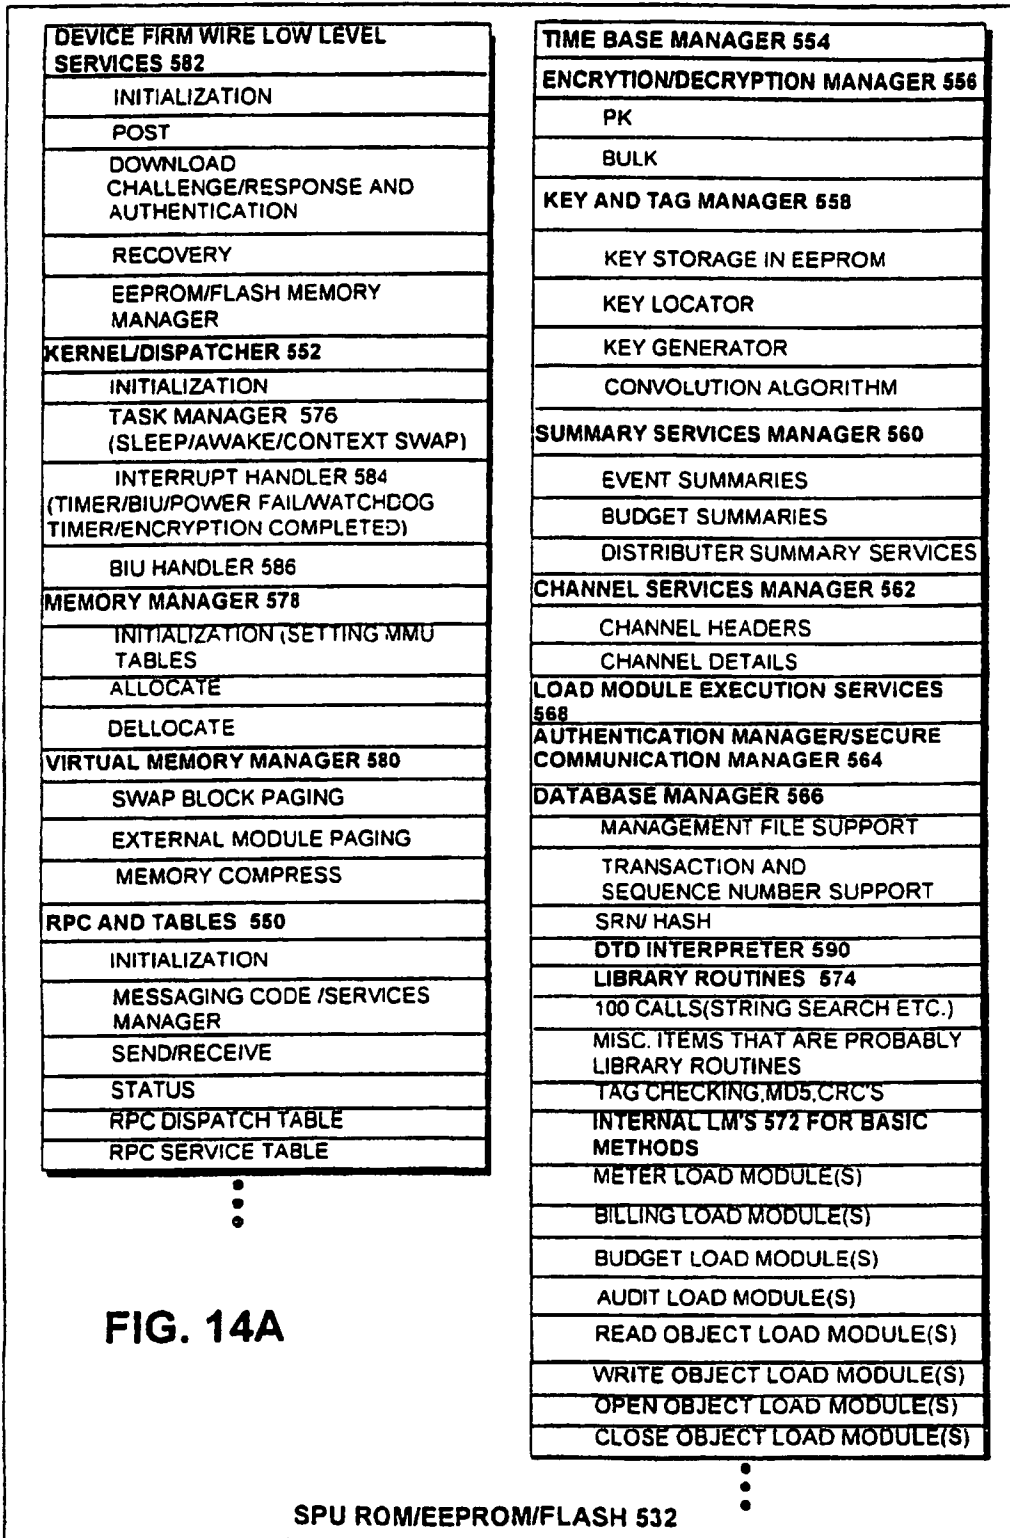 DEVICE FIRM WIRE LOW LEVEL
SERVICES 582
INITIALIZATION
POST
DOWNLOAD
CHALLENGE/RESPONSE AND
AUTHENTICATION
RECOVERY
EEPROM/FLASH MEMORY
MANAGER
KERNEL/DISPATCHER 552
INITIALIZATION
TASK MANAGER 576
(SLEEP/AWAKE/CONTEXT SWAP)
INTERRUPT HANDLER 584
(TIMER/BIU/POWER FAIL/WATCHDOG
TIMER/ENCRYPTION COMPLETED)
BIU HANDLER 586
MEMORY MANAGER 578
INITIALIZATION (SETTING MMU
TABLES
ALLOCATE
DELLOCATE
VIRTUAL MEMORY MANAGER 580
SWAP BLOCK PAGING
EXTERNAL MODULE PAGING
MEMORY COMPRESS
RPC AND TABLES 550
INITIALIZATION
MESSAGING CODE /SERVICES
MANAGER
SEND/RECEIVE
STATUS
RPC DISPATCH TABLE
RPC SERVICE TABLE
TIME BASE MANAGER 554
ENCRYTION/DECRYPTION MANAGER 556
PK
BULK
KEY AND TAG MANAGER 558
KEY STORAGE IN EEPROM
KEY LOCATOR
KEY GENERATOR
CONVOLUTION ALGORITHM
SUMMARY SERVICES MANAGER 560
EVENT SUMMARIES
BUDGET SUMMARIES
DISTRIBUTER SUMMARY SERVICES
CHANNEL SERVICES MANAGER 562
CHANNEL HEADERS
CHANNEL DETAILS
LOAD MODULE EXECUTION SERVICES
568
AUTHENTICATION MANAGER/SECURE
COMMUNICATION MANAGER 564
DATABASE MANAGER 566
MANAGEMENT FILE SUPPORT
TRANSACTION AND
SEQUENCE NUMBER SUPPORT
SRN/ HASH
DTD INTERPRETER 590
LIBRARY ROUTINES 574
100 CALLS(STRING SEARCH ETC.)
MISC. ITEMS THAT ARE PROBABLY
LIBRARY ROUTINES
TAG CHECKING,MD5,CRC'S
INTERNAL LM'S 572 FOR BASIC
METHODS
METER LOAD MODULE(S)
BILLING LOAD MODULE(S)
BUDGET LOAD MODULE(S)
AUDIT LOAD MODULE(S)
READ OBJECT LOAD MODULE(S)
WRITE OBJECT LOAD MODULE(S)
OPEN OBJECT LOAD MODULE(S)
CLOSE OBJECT LOAD MODULE(S)
FIG. 14A
SPU ROM/EEPROM/FLASH 532